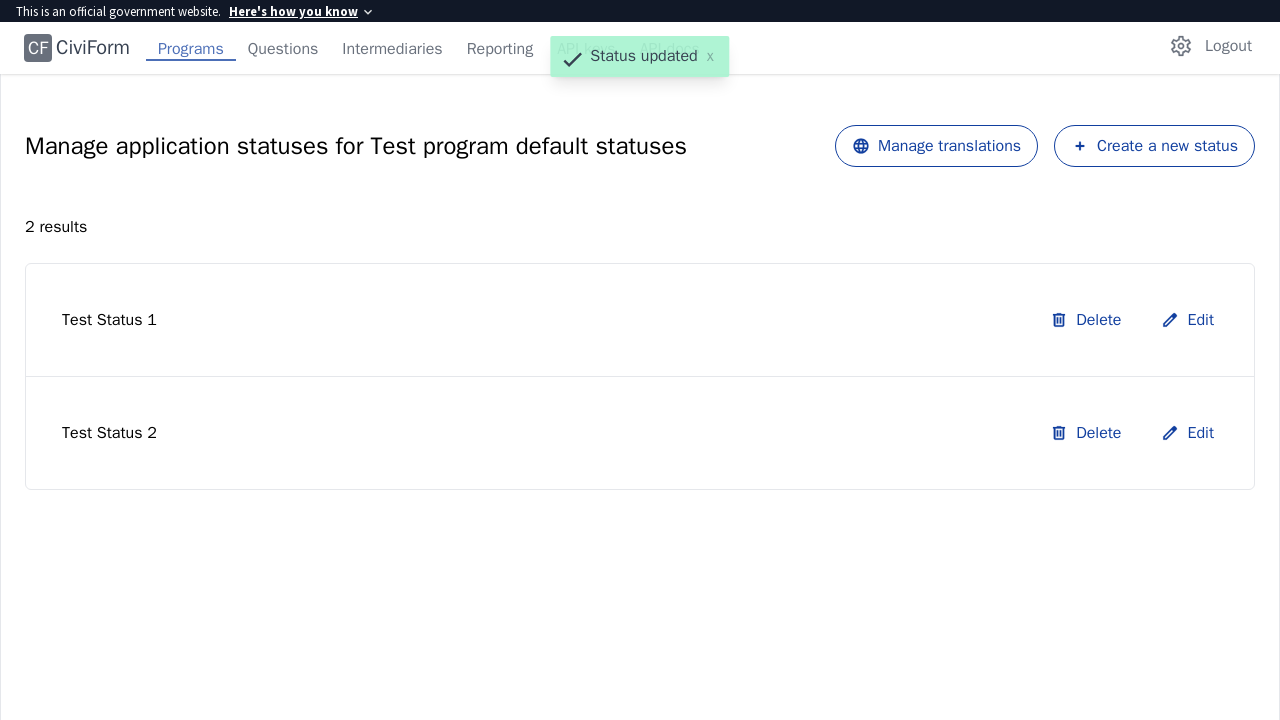 This is an official government website. Here's how you know
CF CiviForm Programs Questions Intermediaries Reporting Logout
Status updated x
Manage application statuses for Test program default statuses
Manage translations
Create a new status
2 results
Test Status 1 Delete Edit
Test Status 2 Delete Edit